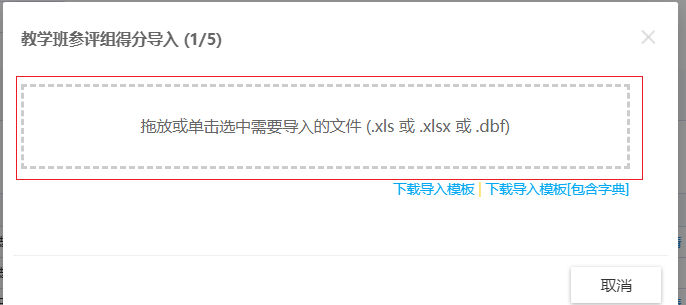 教学班参评组得分导入 (1/5)
拖放或单击选中需要导入的文件 (.xls 或 .xlsx 或 .dbf)
下载导入模板 | 下载导入模板[包含字典]
取消